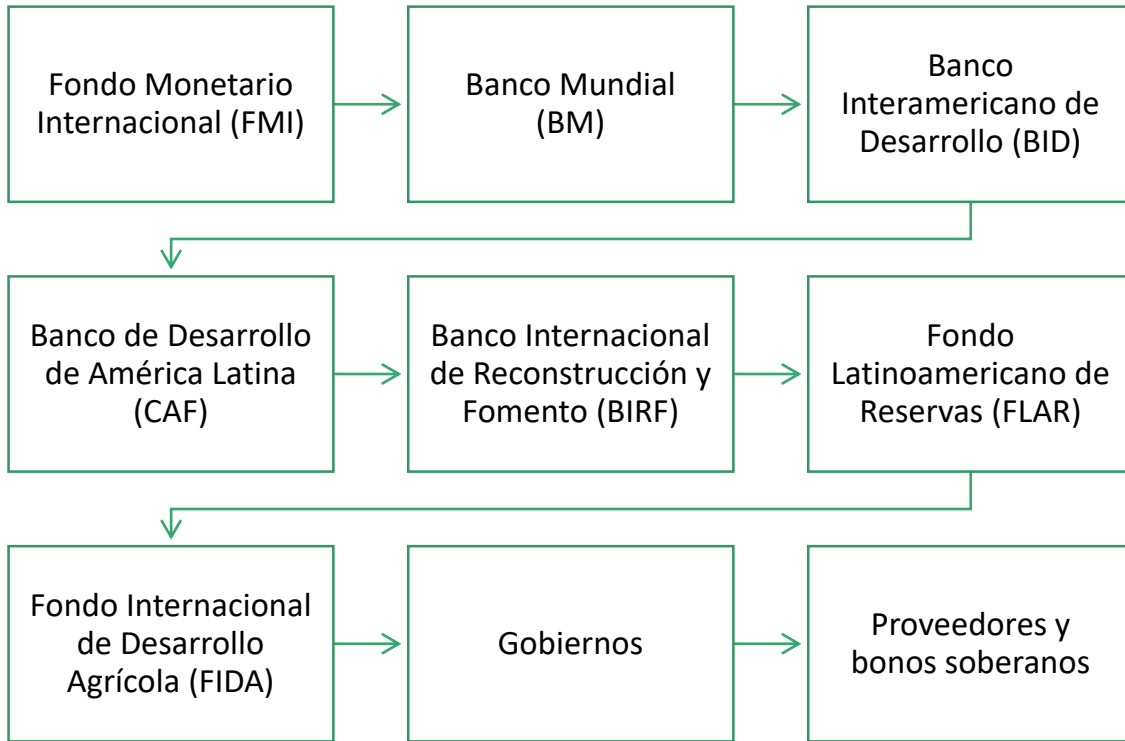 Fondo Monetario
Internacional (FMI)
Banco Mundial
(BM)
Banco
Interamericano de
Desarrollo (BID)
Banco de Desarrollo
de América Latina
(CAF)
Banco Internacional
de Reconstrucción y
Fomento (BIRF)
Fondo
Latinoamericano de
Reservas (FLAR)
Fondo Internacional
de Desarrollo
Agrícola (FIDA)
Gobiernos
Proveedores y
bonos soberanos